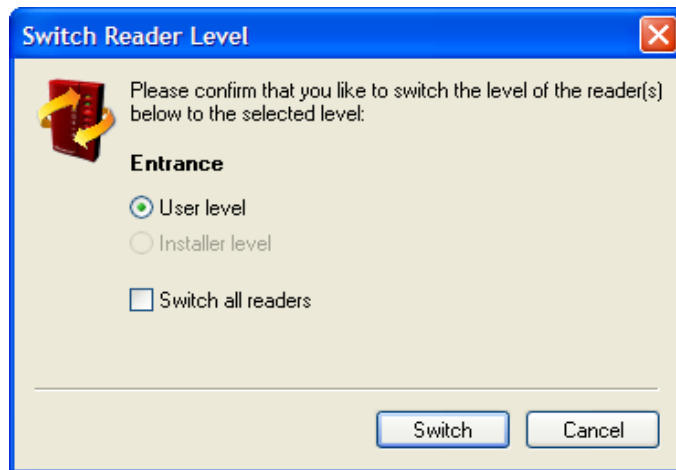 Switch Reader Level
Please confirm that you like to switch the level of the reader(s)
below to the selected level:
Entrance
User level
Installer level
Switch all readers
Switch
Cancel